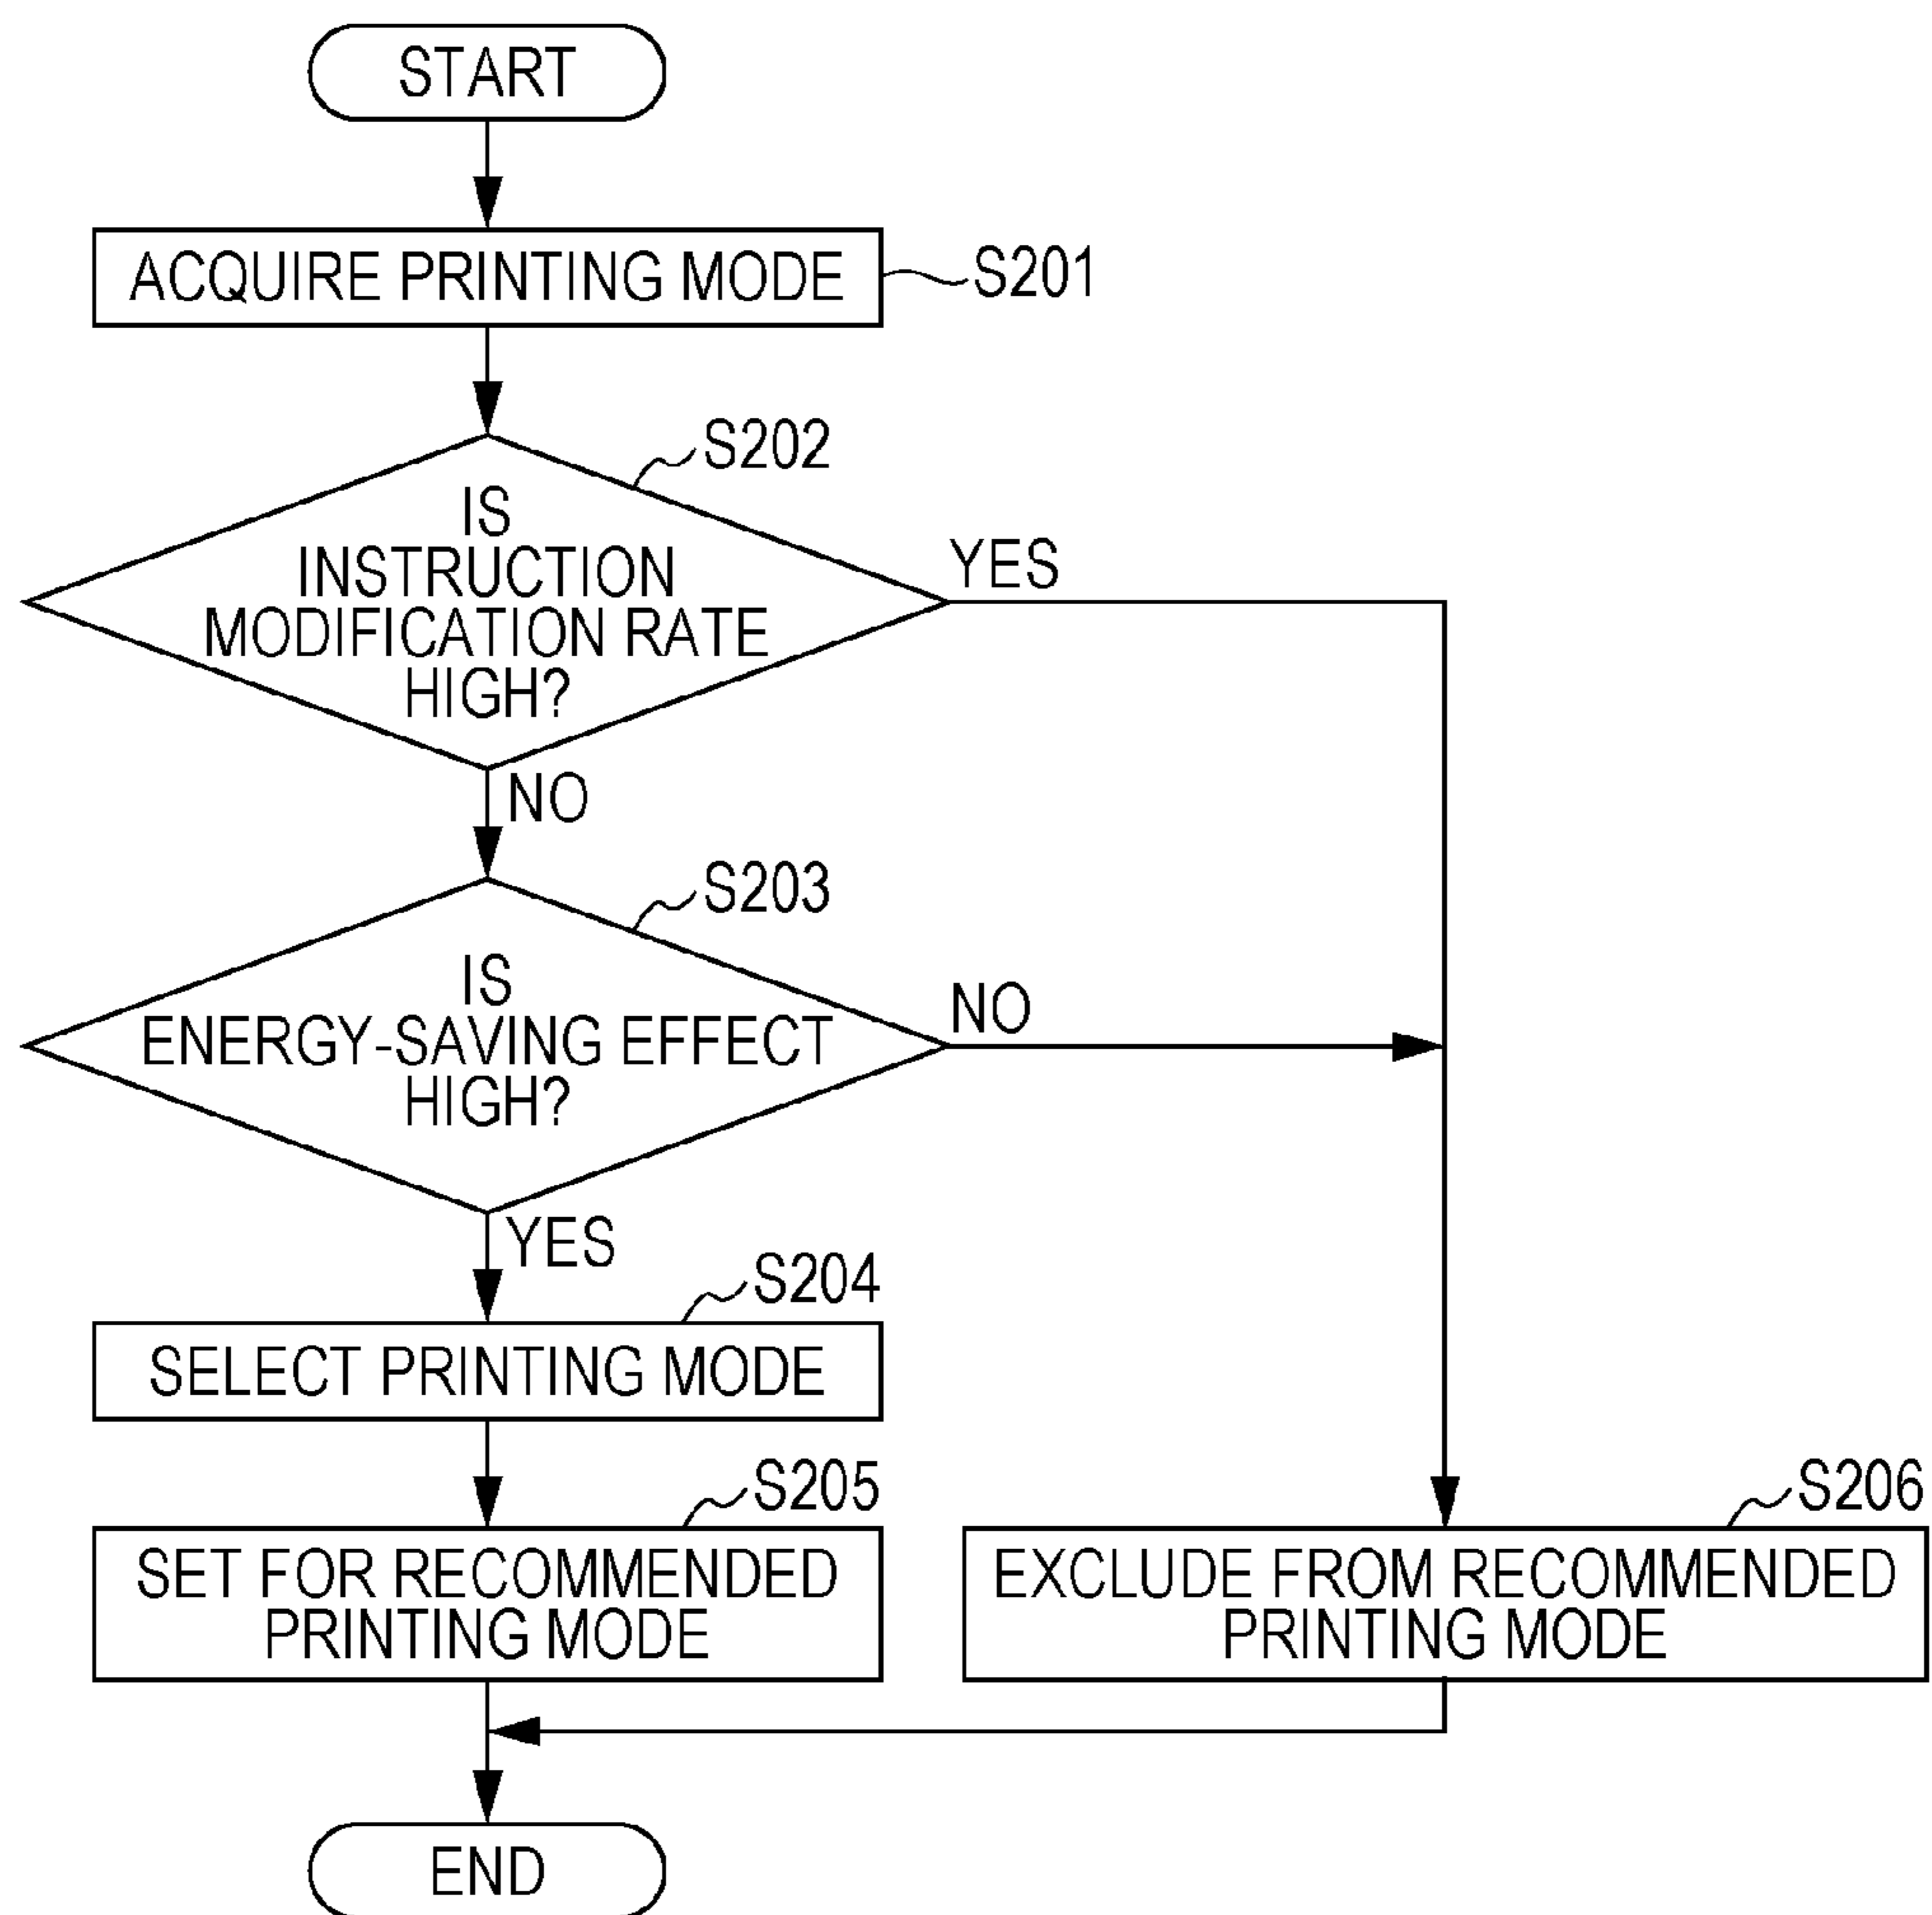 START
ACQUIRE PRINTING MODE
S201
S202
IS
INSTRUCTION
MODIFICATION RATE
HIGH?
YES
NO
S203
IS
ENERGY-SAVING EFFECT
HIGH?
NO
YES
S204
SELECT PRINTING MODE
S205
SET FOR RECOMMENDED
PRINTING MODE
S206
EXCLUDE FROM RECOMMENDED
PRINTING MODE
END